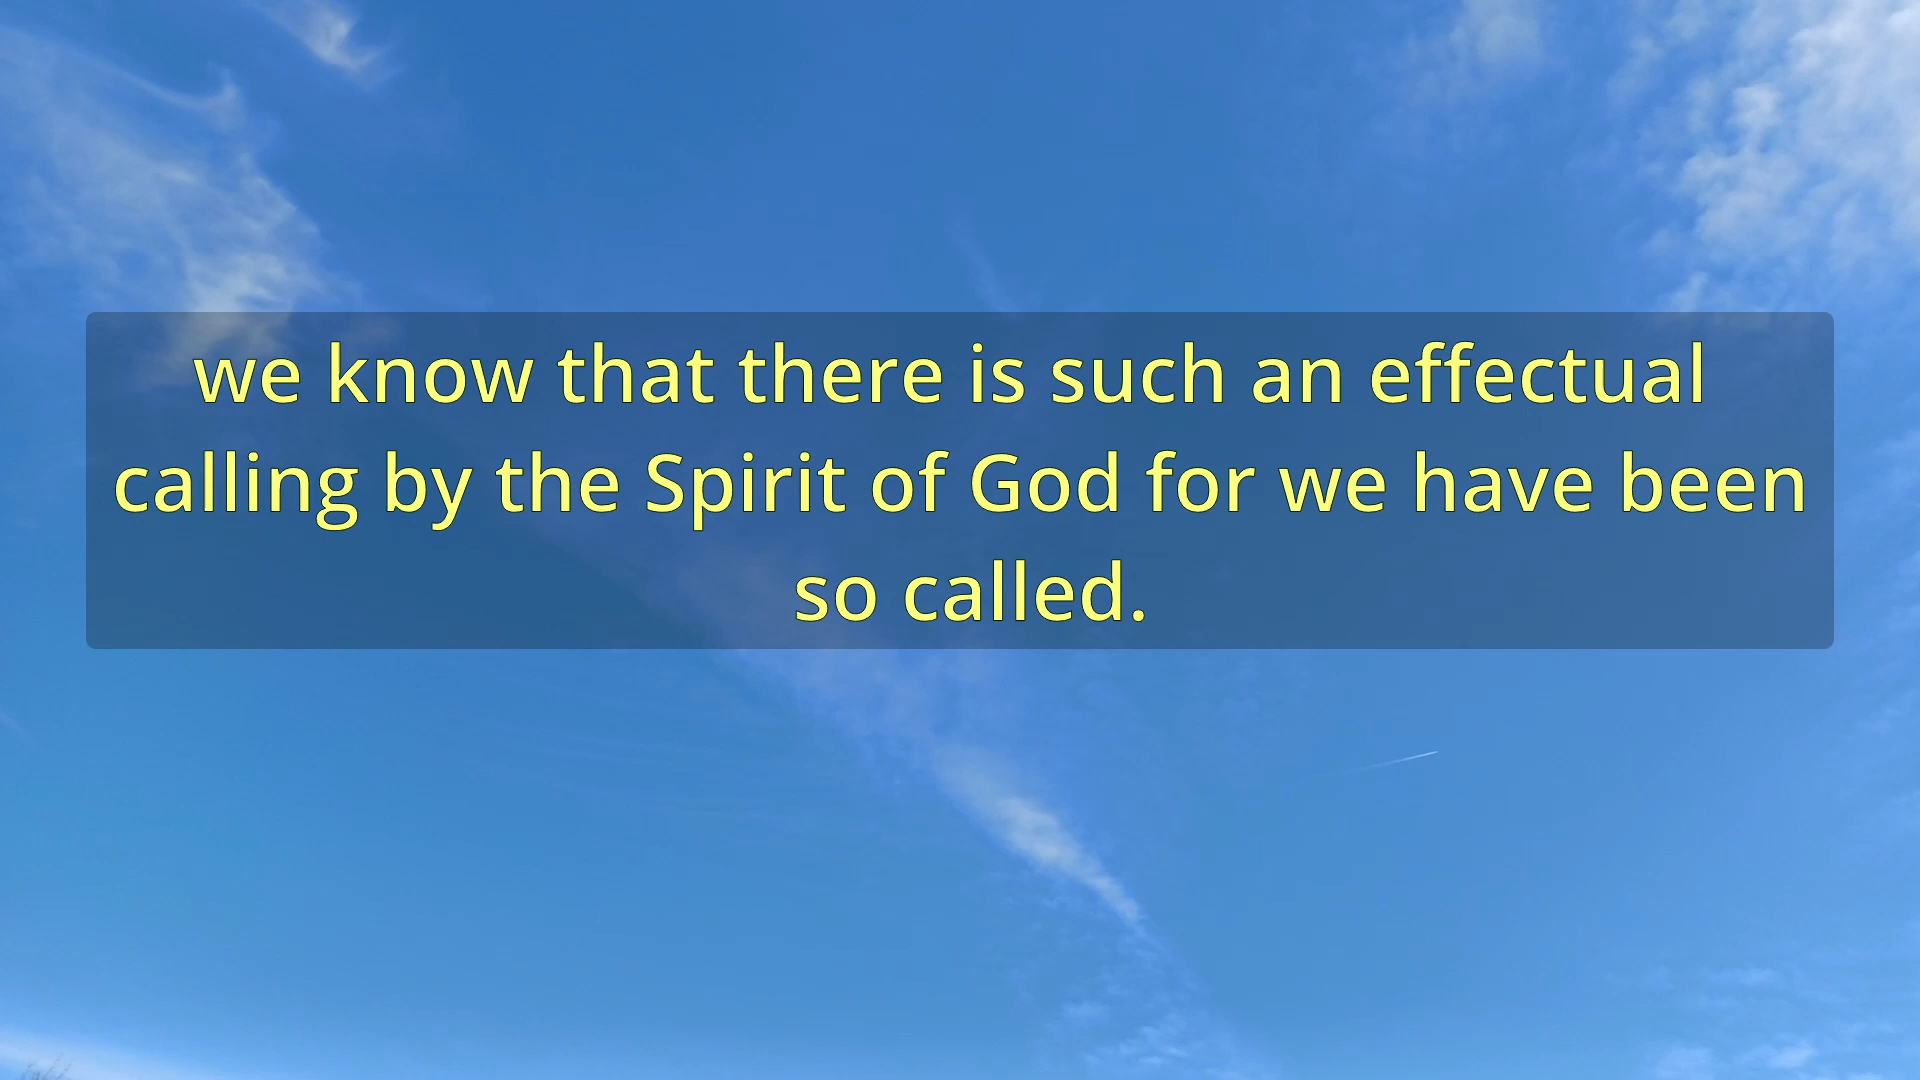 we know that there is such an effectual
calling by the Spirit of God for we have been
so called.